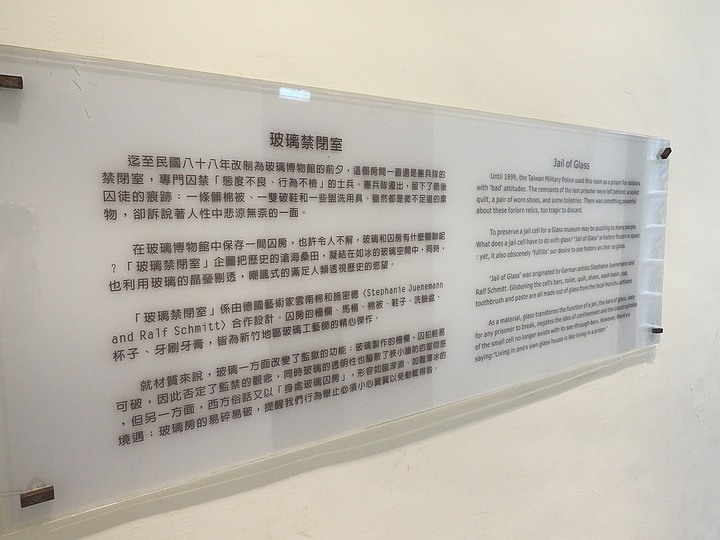 玻璃禁閉室
迄至民國八十八年改制為玻璃博物館的前夕，這個房間一直還是憲兵隊的
禁閉室，專門囚禁「態度不良、行為不檢」的士兵。憲兵隊遷出，留下了最後
囚徒的痕跡：一條髒棉被、一雙破鞋和一些盥洗用具。雖然都是微不足道的棄
物，卻訴說著人性中悲涼無奈的一面。
在玻璃博物館中保存一間囚房，也許令人不解，玻璃和囚房有什麼關聯呢
？「玻璃禁閉室」企圖把歷史的滄海桑田，凝結在如冰的玻璃空間中，同時，
也利用玻璃的晶瑩剔透，嘲諷式的滿足人類透視歷史的慾望。
「玻璃禁閉室」係由德國藝術家雲南棉和施密德〈Stephanie Juenemann
and Ralf Schmitt〉合作設計。囚房的柵欄、馬桶、棉被、鞋子、洗臉盆、
杯子、牙刷牙膏，皆為新竹地區玻璃工藝師的精心傑作。
就材質來說，玻璃一方面改變了監獄的功能：玻璃製作的柵欄，囚犯輕易
可破，因此否定了監禁的觀念，同時玻璃的透明性也驅散了狹小牆防的窒悶感
，但另一方面，西方俗話又以「身處玻璃囚房」，形容如臨深淵、如履薄冰的
境遇：玻璃房的易碎易破，提醒我們行為舉止必須小心翼翼以免動輒得咎。
Jail of Glass
Until 1999, the Taiwan Military Police used this room as a prison for soldiers
with 'bad' attitudes. The remnants of the last prisoner were left behind: a soiled
quilt, a pair of worn shoes, and some toiletries. There was something powerful
about these forlorn relics, too tragic to discard.
To preserve a jail cell for a Glass museum may be puzzling to many people.
What does a jail cell have to do with glass? 'Jail of Glass' is history frozen in space
: yet, it also obsevely 'fulfills' our desire to see history as clear as glass.
'Jail of Glass' was originated by German artists Stephanie Juenemann and
Ralf Schmitt. Glistening the cell's bars, toilet, quilt, shoes, wash basin, cup,
toothbrush and paste are all made out of glass from the local Hsinchu artisans.
As a material, glass transforms the function of a jail, the bars of glass, easy
for any prisoner to break, negates the idea of confinement and the claustrophobia
of the small cell no longer exists with its see-through bars. However, there's a
saying "Living in one's own glass house is like living in a prison."